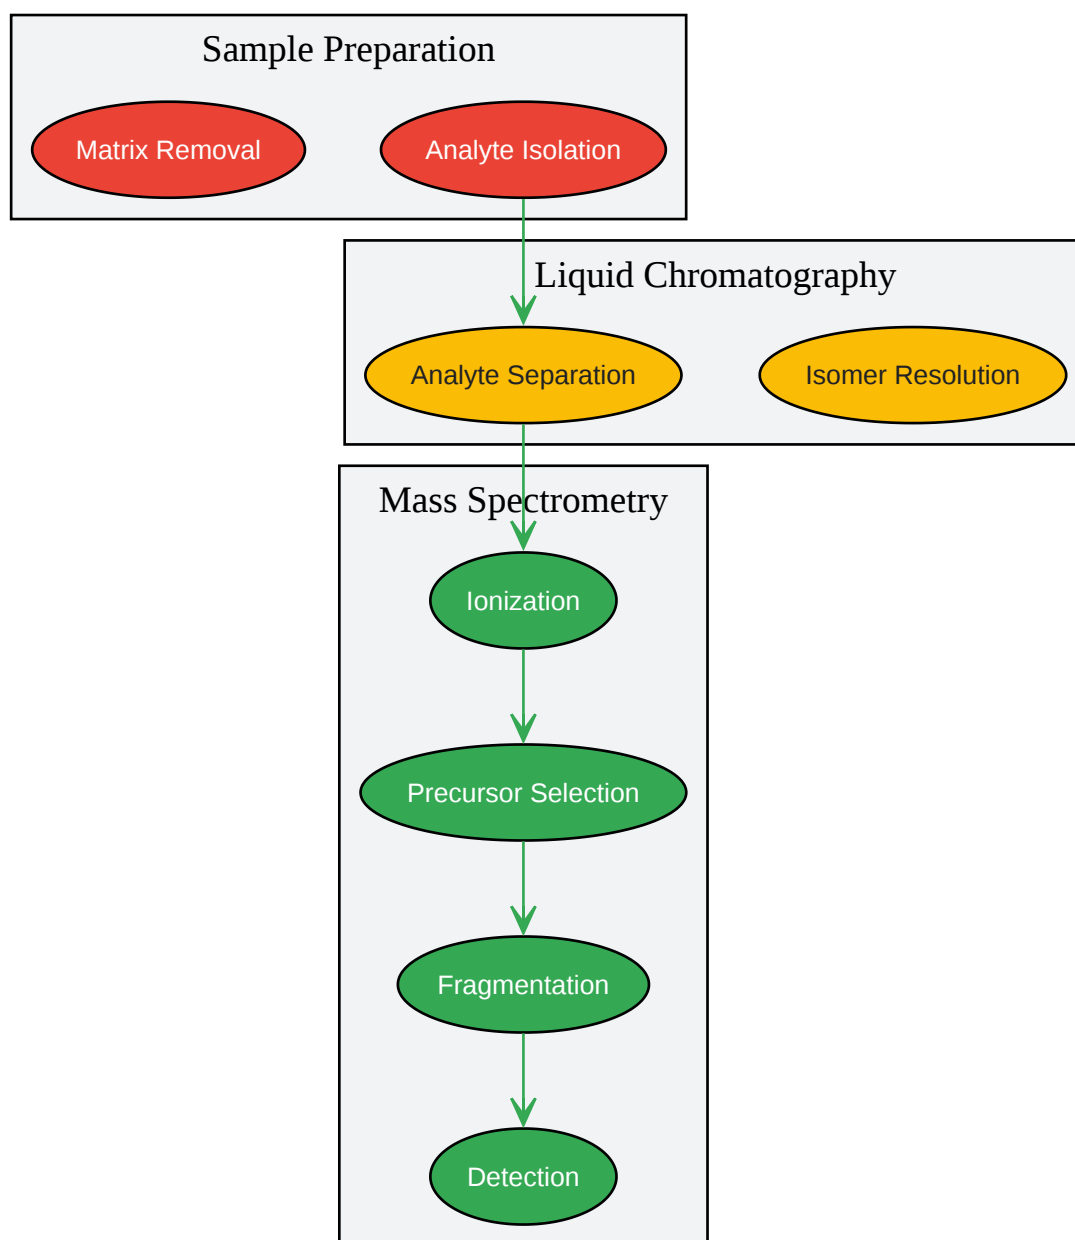 Sample Preparation
Matrix Removal
Analyte Isolation
Liquid Chromatography
Analyte Separation
Isomer Resolution
Mass Spectrometry
Ionization
Precursor Selection
Fragmentation
Detection